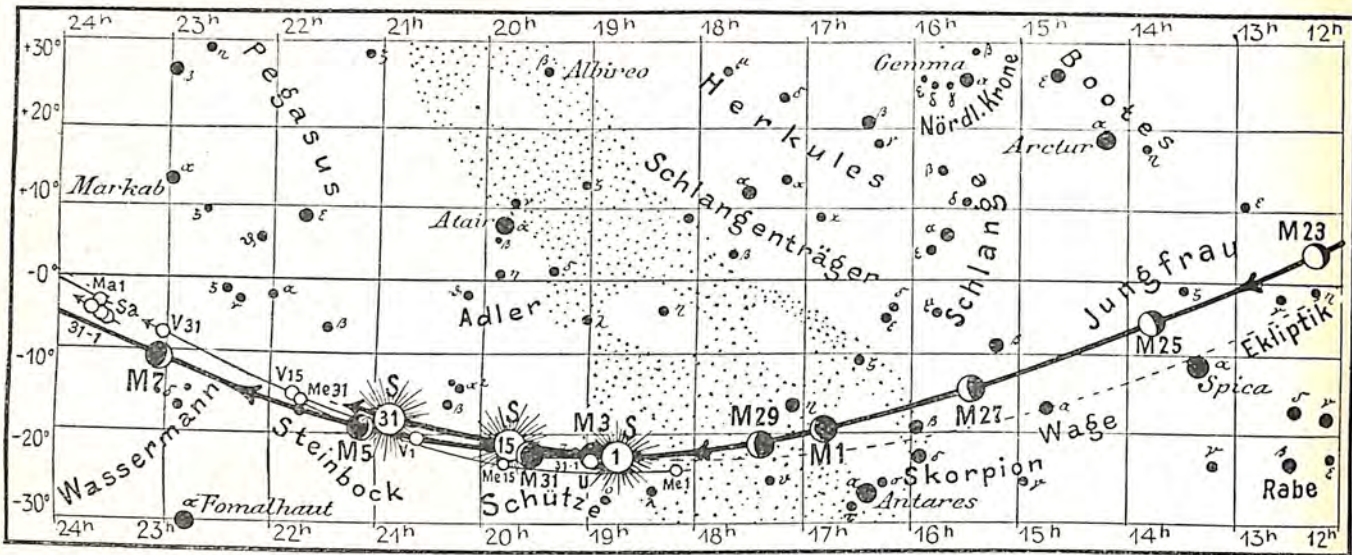 24h 23h 22h 21h 20h 19h 18h 17h 16h 15h 14h 13h 12h
+30°
+20°
+10°
-0°
-10°
-20°
-30°
24h 23h 22h 21h 20h 19h 18h 17h 16h 15h 14h 13h 12h
Pegasus
Markab
Albireo
Atair
Adler
Herkules
Schlangenträger
Gemma
Nördl. Krone
Schlange
Bootes
Arctur
Jungfrau
M23
M25
Ekliptik
Spica
M27
Wage
M29
M1
Skorpion
Antares
Rabe
Ma1
Sa
31-1
V31
M7
V15
Me31
S
31
M5
V1
S
15
Me15
M31
M3
31-1
U
S
1
Me1
Schütze
Steinbock
Wassermann
Fomalhaut